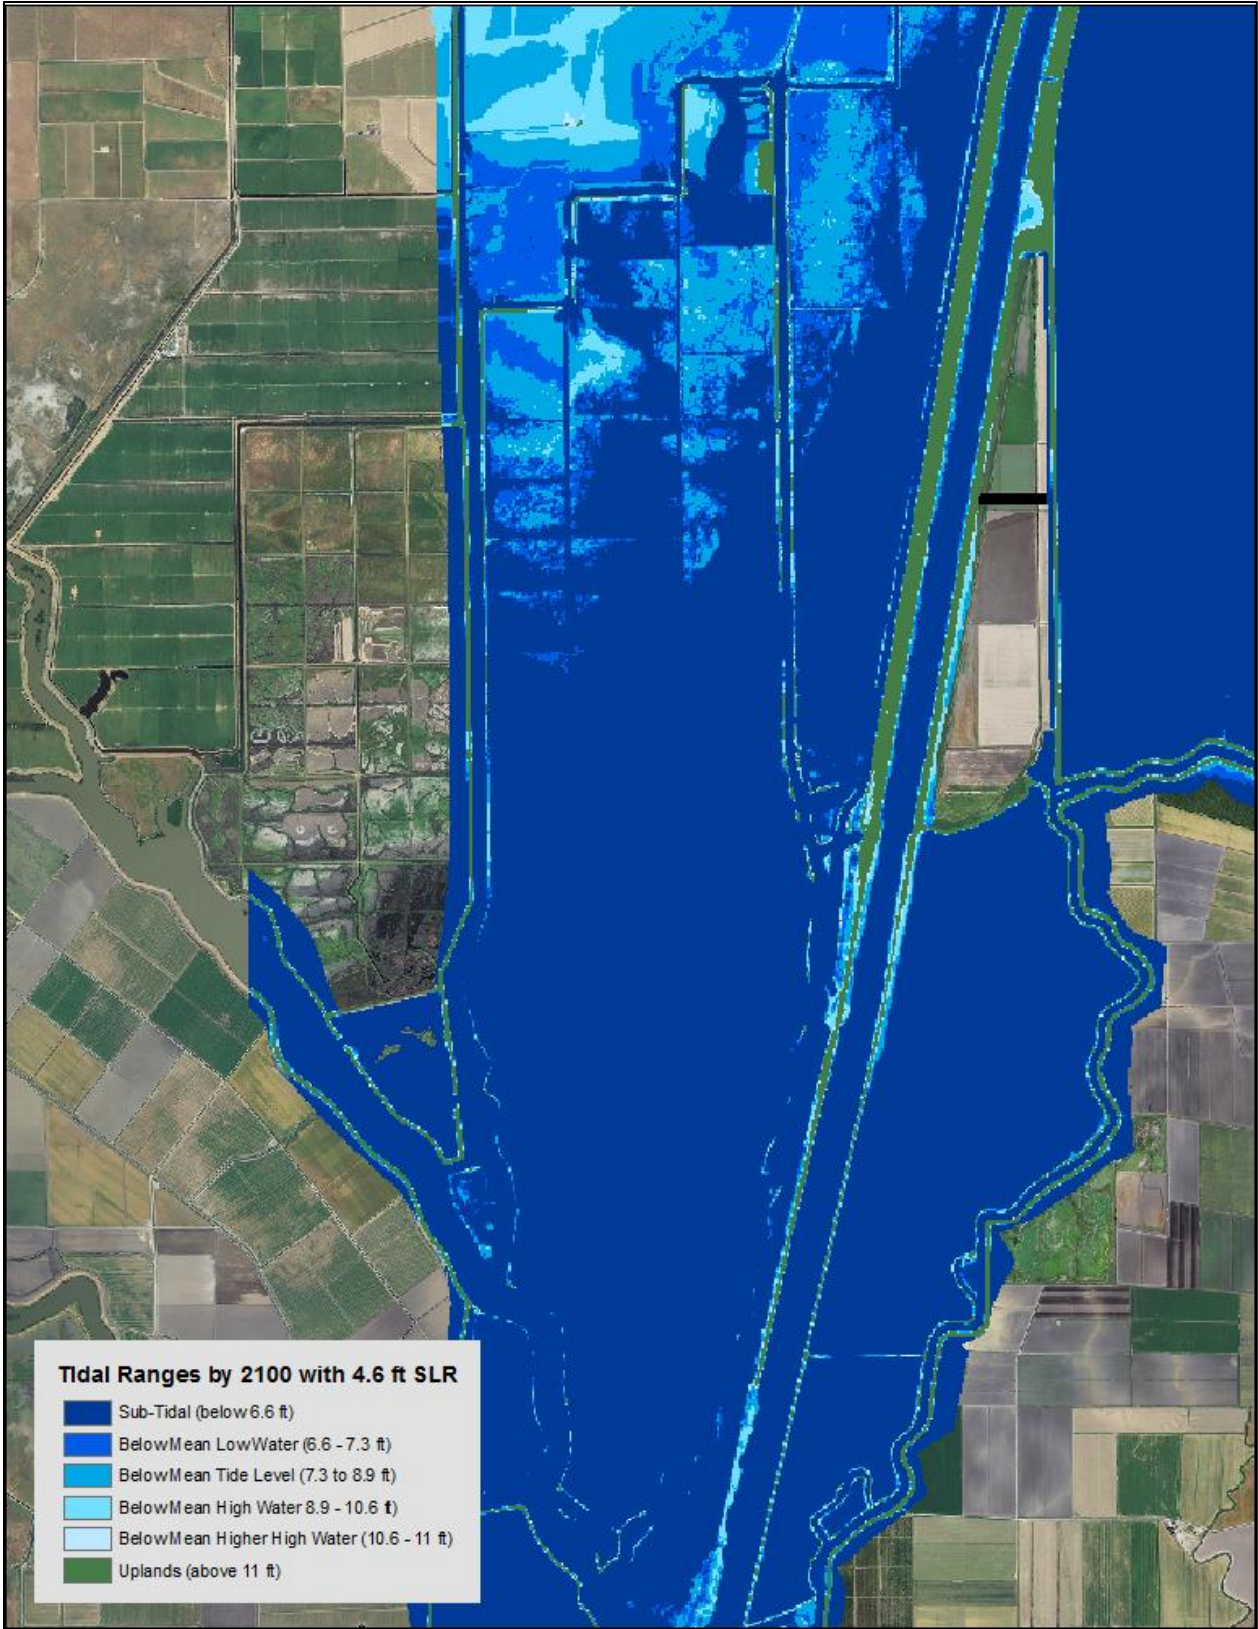 Tidal Ranges by 2100 with 4.6 ft SLR
Sub-Tidal (below 6.6 ft)
Below Mean Low Water (6.6 - 7.3 ft)
Below Mean Tide Level (7.3 to 8.9 ft)
Below Mean High Water 8.9 - 10.6 ft)
Below Mean Higher High Water (10.6 - 11 ft)
Uplands (above 11 ft)